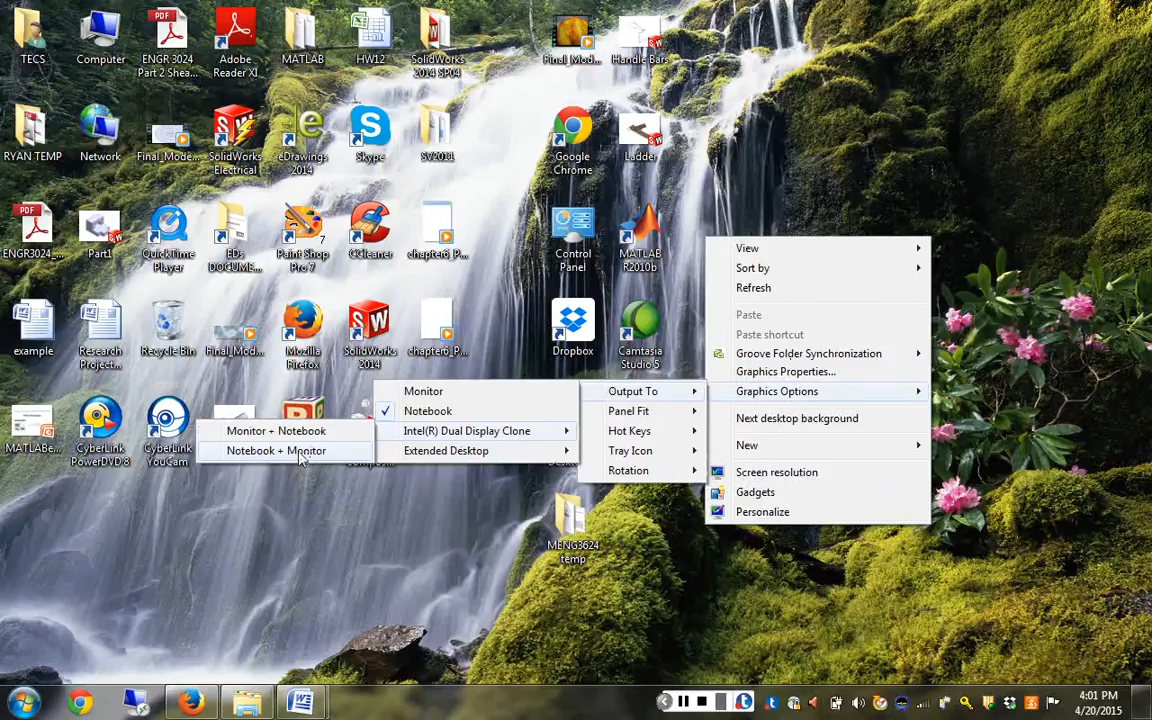 TECS
Computer
ENGR 3024
Part 2 Shea...
Adobe
Reader XI
MATLAB
HW12
SolidWorks
2014 SP04
Final_Mod...
Handle Bars
RYAN TEMP
Network
Final_Mode...
SolidWorks
Electrical
eDrawings
2014
Skype
SV2011
Google
Chrome
Ladder
ENGR3024_...
Part1
QuickTime
Player
EDs
DOCUME...
Paint Shop
Pro 7
CCleaner
chapter6_P...
Control
Panel
MATLAB
R2010b
example
Research
Project...
Recycle Bin
Final_Mod...
Mozilla
Firefox
SolidWorks
2014
chapter6_P...
Dropbox
Camtasia
Studio 5
MATLABe...
CyberLink
PowerDVD 8
CyberLink
YouCam
MENG3624
temp
View
Sort by
Refresh
Paste
Paste shortcut
Groove Folder Synchronization
Graphics Properties...
Graphics Options
Next desktop background
New
Screen resolution
Gadgets
Personalize
Output To
Panel Fit
Hot Keys
Tray Icon
Rotation
Monitor
Notebook
Intel(R) Dual Display Clone
Extended Desktop
Monitor + Notebook
Notebook + Monitor
4:01 PM
4/20/2015